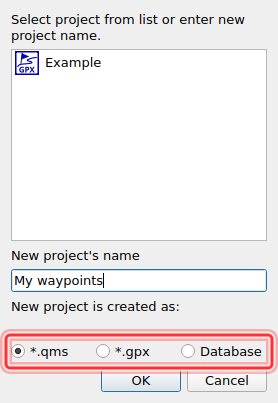 Select project from list or enter new
project name.
GPX
Example
New project's name
My waypoints
New project is created as:
*.qms
*.gpx
Database
OK
Cancel